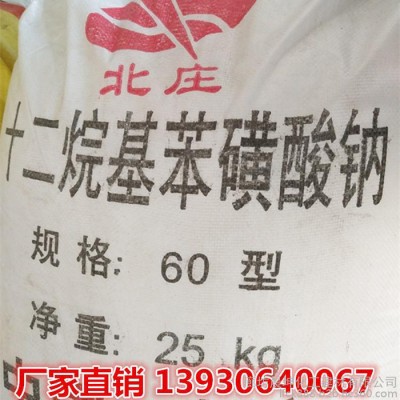 北庄
十二烷基苯磺酸钠
规格: 60 型
净重: 25 kg
厂家直销 13930640067